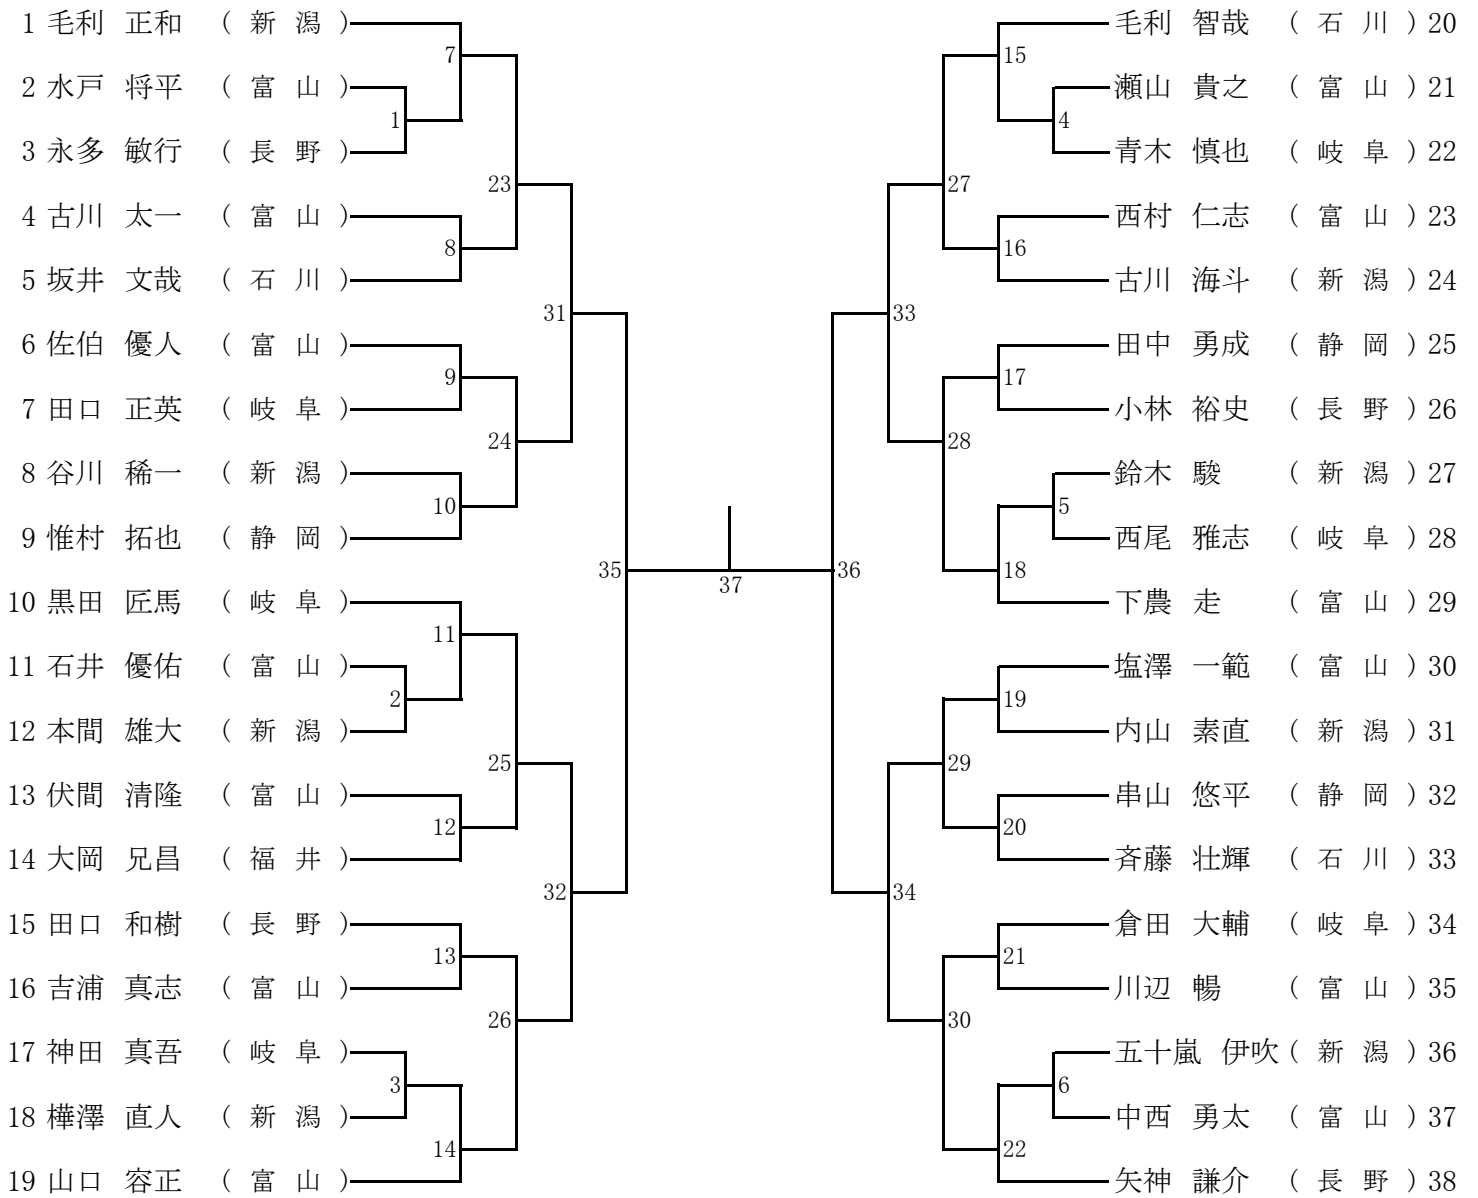 1 毛利 正和 ( 新 潟 )
7
2 水戸 将平 ( 富 山 )
1
3 永多 敏行 ( 長 野 )
23
4 古川 太一 ( 富 山 )
8
5 坂井 文哉 ( 石 川 )
31
6 佐伯 優人 ( 富 山 )
9
7 田口 正英 ( 岐 阜 )
24
8 谷川 稀一 ( 新 潟 )
10
9 惟村 拓也 ( 静 岡 )
35
10 黒田 匠馬 ( 岐 阜 )
11
11 石井 優佑 ( 富 山 )
2
12 本間 雄大 ( 新 潟 )
25
13 伏間 清隆 ( 富 山 )
12
14 大岡 兄昌 ( 福 井 )
32
15 田口 和樹 ( 長 野 )
13
16 吉浦 真志 ( 富 山 )
26
17 神田 真吾 ( 岐 阜 )
3
18 樺澤 直人 ( 新 潟 )
14
19 山口 容正 ( 富 山 )
37
毛利 智哉 ( 石 川 ) 20
15
瀬山 貴之 ( 富 山 ) 21
4
青木 慎也 ( 岐 阜 ) 22
27
西村 仁志 ( 富 山 ) 23
16
古川 海斗 ( 新 潟 ) 24
33
田中 勇成 ( 静 岡 ) 25
17
小林 裕史 ( 長 野 ) 26
28
鈴木 駿 ( 新 潟 ) 27
5
西尾 雅志 ( 岐 阜 ) 28
18
36
下農 走 ( 富 山 ) 29
塩澤 一範 ( 富 山 ) 30
19
内山 素直 ( 新 潟 ) 31
29
串山 悠平 ( 静 岡 ) 32
20
斉藤 壮輝 ( 石 川 ) 33
34
倉田 大輔 ( 岐 阜 ) 34
21
川辺 暢 ( 富 山 ) 35
30
五十嵐 伊吹 ( 新 潟 ) 36
6
中西 勇太 ( 富 山 ) 37
22
矢神 謙介 ( 長 野 ) 38